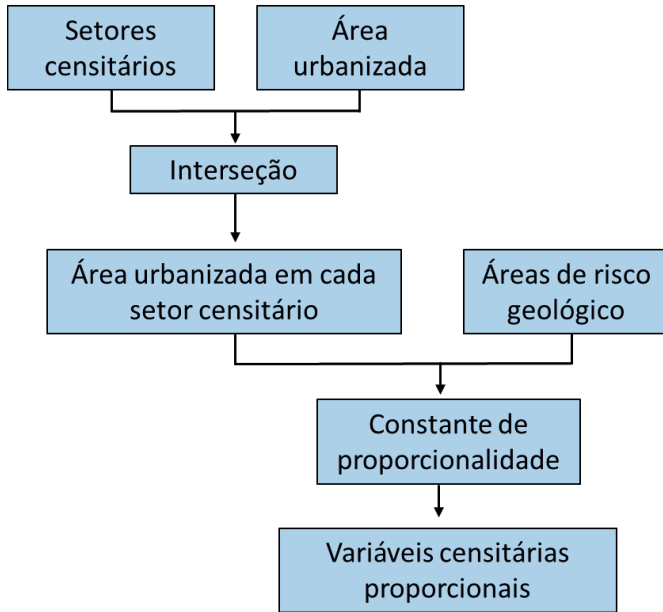 Setores
censitários
Área
urbanizada
Interseção
Área urbanizada em cada
setor censitário
Áreas de risco
geológico
Constante de
proporcionalidade
Variáveis censitárias
proporcionais